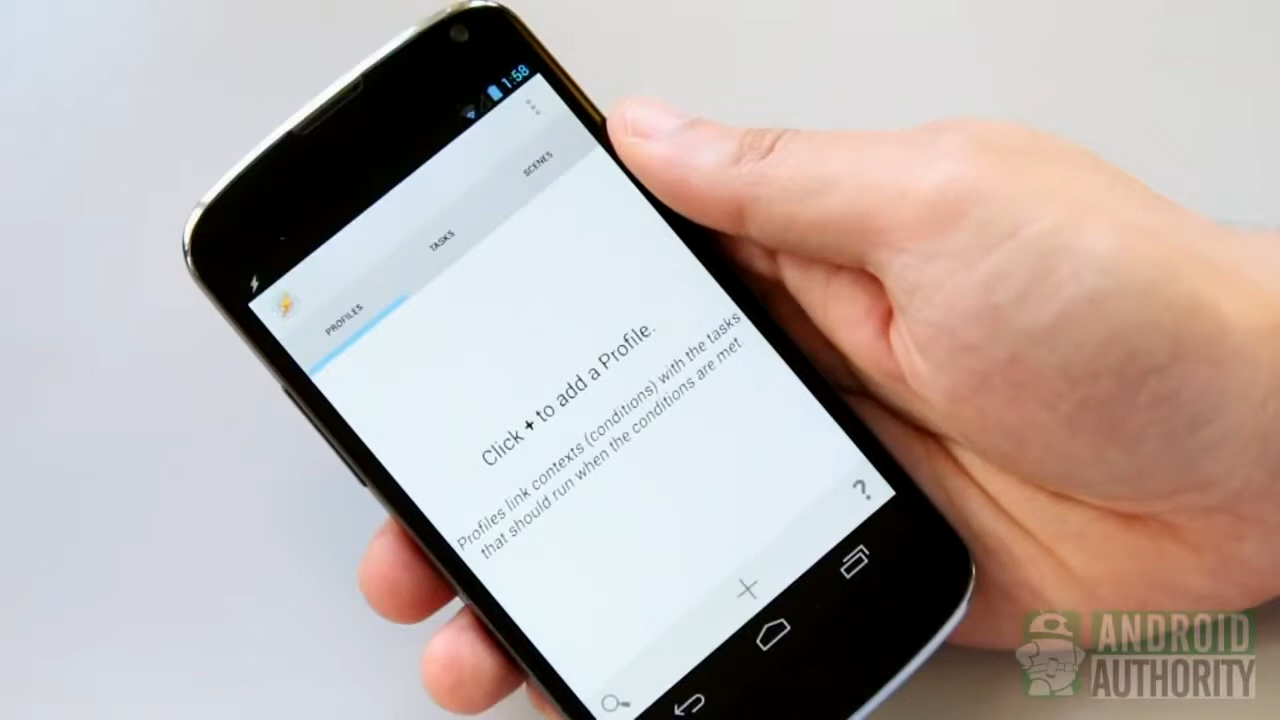 1:58
PROFILES
TASKS
SCENES
Click + to add a Profile.
Profiles link contexts (conditions) with the tasks
that should run when the conditions are met.
?
ANDROID
AUTHORITY